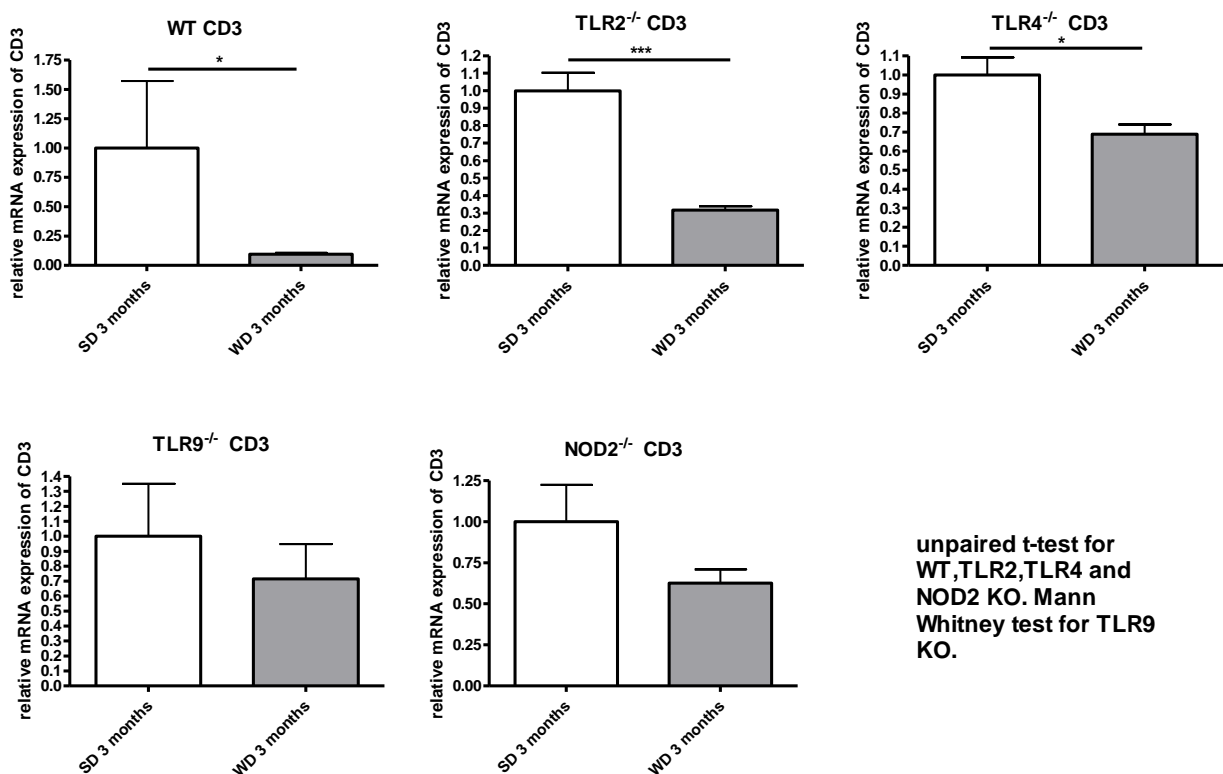 WT CD3
relative mRNA expression of CD3
1.75
1.50
1.25
1.00
0.75
0.50
0.25
0.00
*
SD 3 months
WD 3 months
TLR2-/- CD3
relative mRNA expression of CD3
1.2
1.1
1.0
0.9
0.8
0.7
0.6
0.5
0.4
0.3
0.2
0.1
0.0
***
SD 3 months
WD 3 months
TLR4-/- CD3
relative mRNA expression of CD3
1.1
1.0
0.9
0.8
0.7
0.6
0.5
0.4
0.3
0.2
0.1
0.0
*
SD 3 months
WD 3 months
TLR9-/- CD3
relative mRNA expression of CD3
1.4
1.3
1.2
1.1
1.0
0.9
0.8
0.7
0.6
0.5
0.4
0.3
0.2
0.1
0.0
SD 3 months
WD 3 months
NOD2-/- CD3
relative mRNA expression of CD3
1.25
1.00
0.75
0.50
0.25
0.00
SD 3 months
WD 3 months
unpaired t-test for
WT,TLR2,TLR4 and
NOD2 KO. Mann
Whitney test for TLR9
KO.